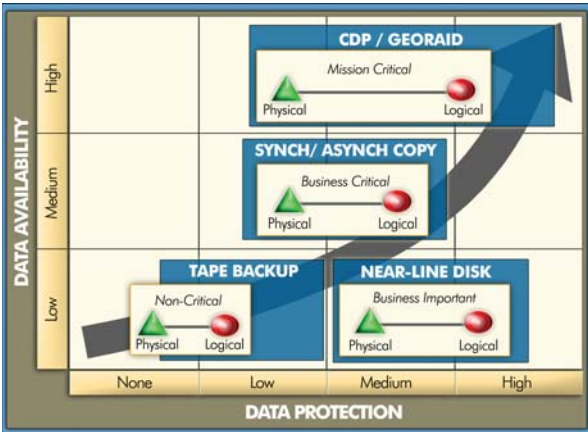 CDP / GEORAID
Mission Critical
Physical Logical
SYNCH/ ASYNCH COPY
Business Critical
Physical Logical
TAPE BACKUP
Non-Critical
Physical Logical
NEAR-LINE DISK
Business Important
Physical Logical
DATA AVAILABILITY
High
Medium
Low
None Low Medium High
DATA PROTECTION